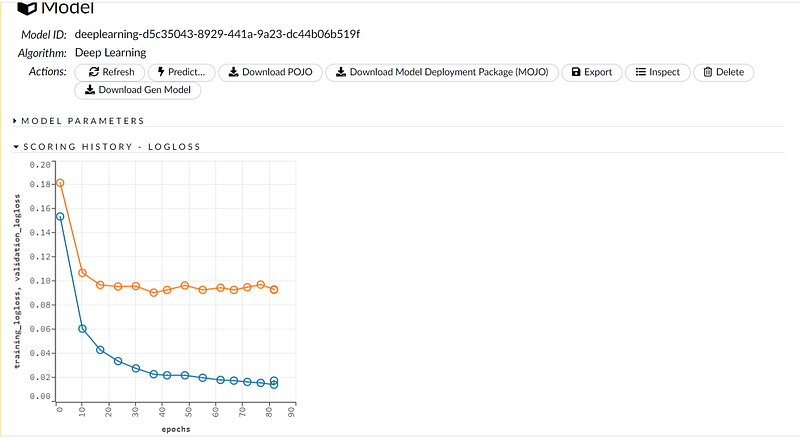 Model
Model ID: deeplearning-d5c35043-8929-441a-9a23-dc44b06b519f
Algorithm: Deep Learning
Actions: Refresh Predict... Download POJO Download Model Deployment Package (MOJO) Export Inspect Delete
Download Gen Model
MODEL PARAMETERS
SCORING HISTORY - LOGLOSS
0.20
0.18
0.16
0.14
0.12
0.10
0.08
0.06
0.04
0.02
0.00
training_logloss, validation_logloss
0 10 20 30 40 50 60 70 80 90
epochs